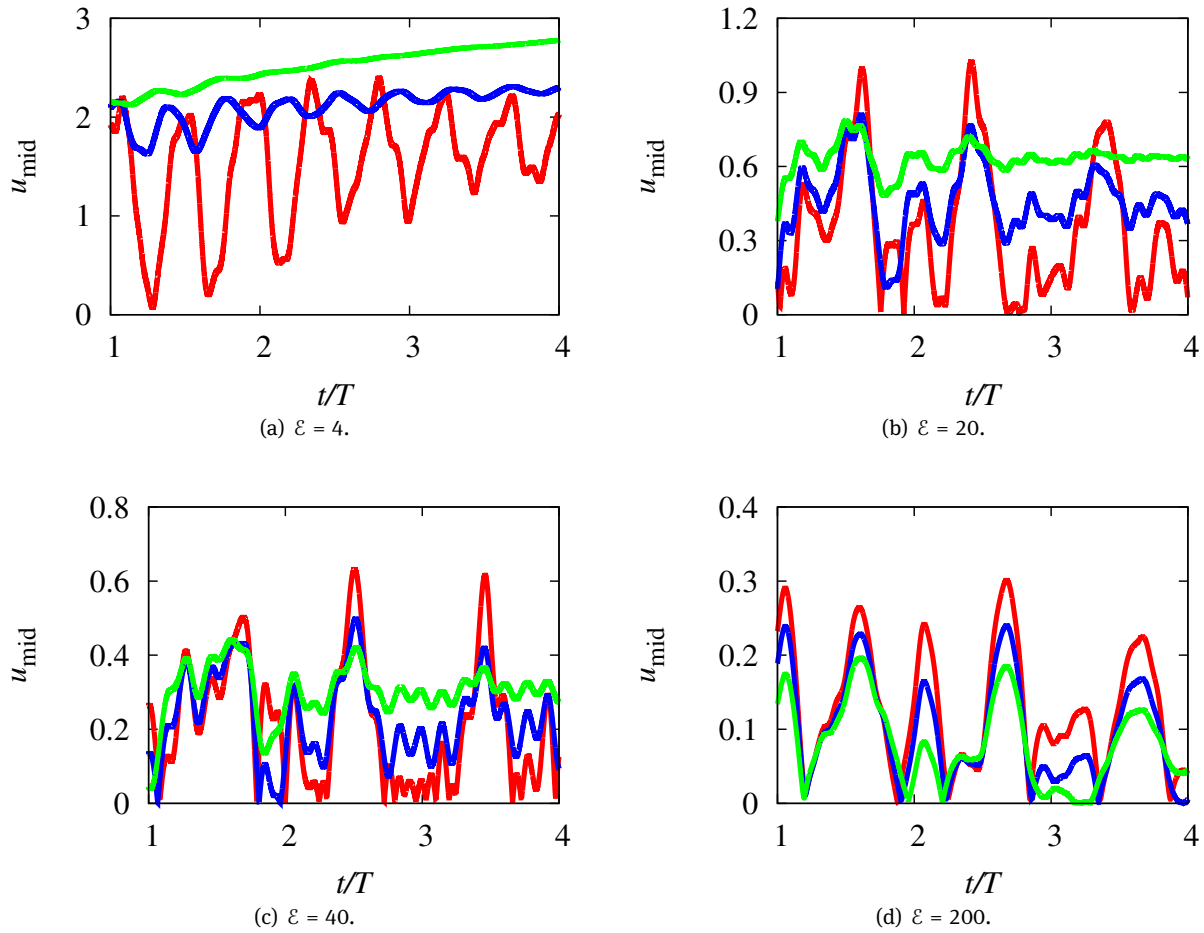 3
2
1
0
u_mid
1 2 3 4
t/T
(a) ℰ = 4.
1.2
0.9
0.6
0.3
0
u_mid
1 2 3 4
t/T
(b) ℰ = 20.
0.8
0.6
0.4
0.2
0
u_mid
1 2 3 4
t/T
(c) ℰ = 40.
0.4
0.3
0.2
0.1
0
u_mid
1 2 3 4
t/T
(d) ℰ = 200.